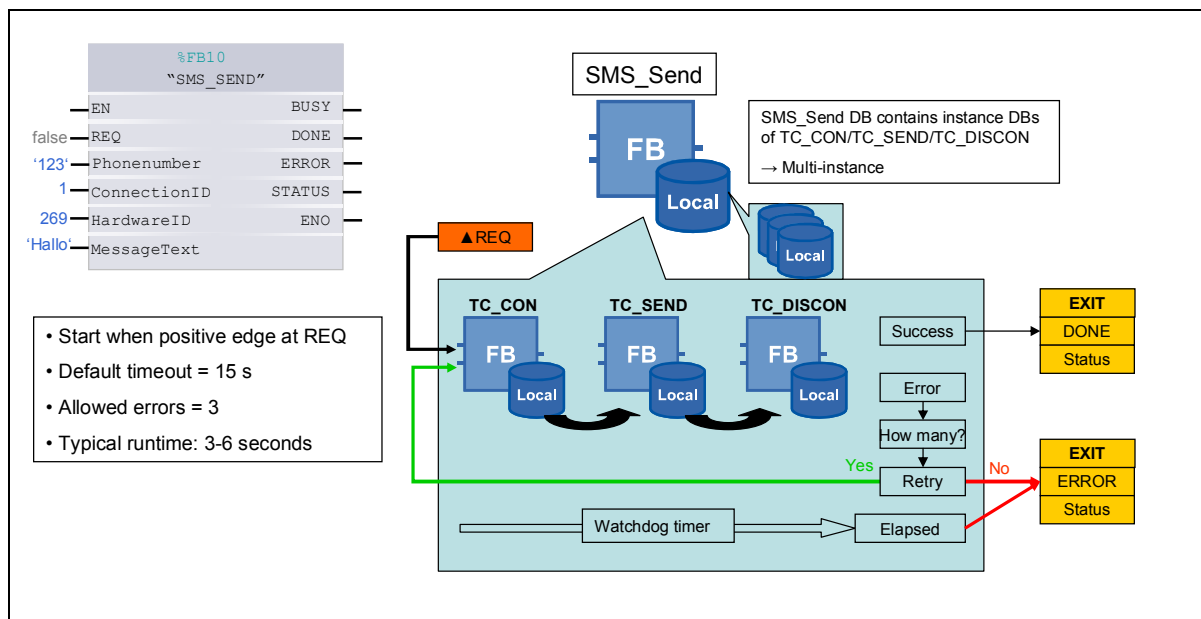 %FB10
“SMS_SEND”
EN BUSY
false REQ DONE
‘123‘ Phonenumber ERROR
1 ConnectionID STATUS
269 HardwareID ENO
‘Hallo‘ MessageText
• Start when positive edge at REQ
• Default timeout = 15 s
• Allowed errors = 3
• Typical runtime: 3-6 seconds
SMS_Send
FB
Local
SMS_Send DB contains instance DBs
of TC_CON/TC_SEND/TC_DISCON
→ Multi-instance
Local
▲REQ
TC_CON TC_SEND TC_DISCON
FB FB FB
Local Local Local
Success
Error
How many?
Yes Retry No
Watchdog timer Elapsed
EXIT
DONE
Status
EXIT
ERROR
Status